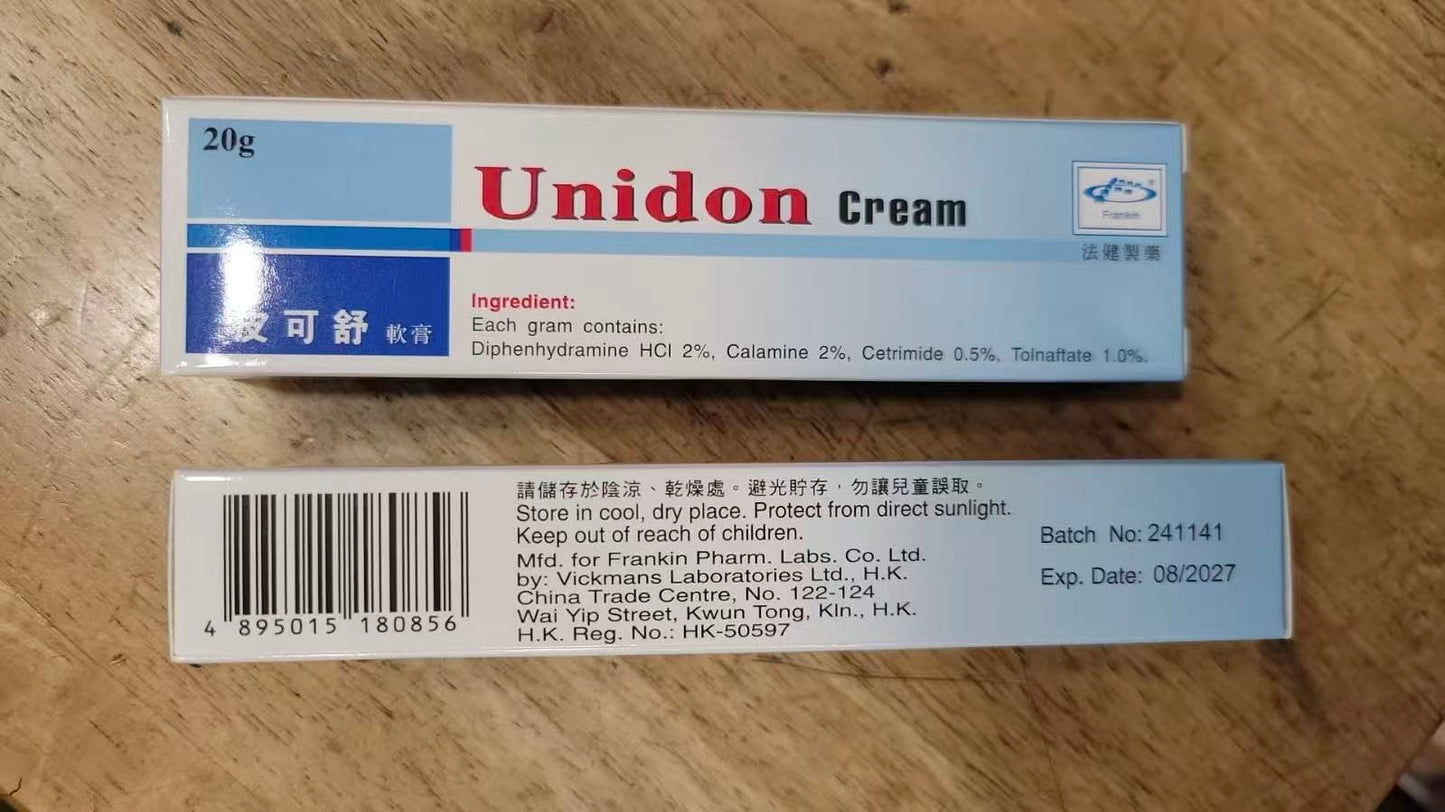 20g
Unidon Cream
Frankin
法健製藥
皮可舒 軟膏
Ingredient:
Each gram contains:
Diphenhydramine HCl 2%, Calamine 2%, Cetrimide 0.5%, Tolnaftate 1.0%.
4 895015 180856
請儲存於陰涼、乾燥處。避光貯存，勿讓兒童誤取。
Store in cool, dry place. Protect from direct sunlight.
Keep out of reach of children.
Mfd. for Frankin Pharm. Labs. Co. Ltd.
by: Vickmans Laboratories Ltd., H.K.
China Trade Centre, No. 122-124
Wai Yip Street, Kwun Tong, Kln., H.K.
H.K. Reg. No.: HK-50597
Batch No: 241141
Exp. Date: 08/2027